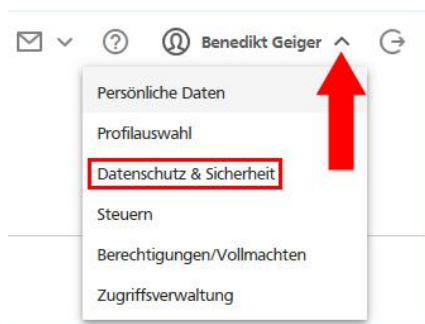 Benedikt Geiger
Persönliche Daten
Profilauswahl
Datenschutz & Sicherheit
Steuern
Berechtigungen/Vollmachten
Zugriffsverwaltung